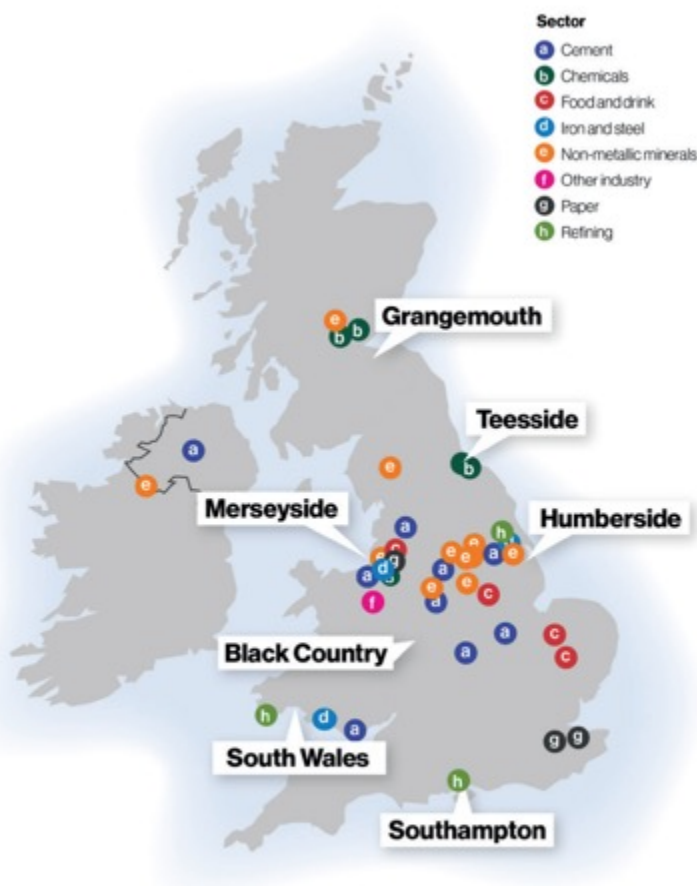 Sector
a Cement
b Chemicals
c Food and drink
d Iron and steel
e Non-metallic minerals
f Other industry
g Paper
h Refining
e
b b
Grangemouth
Teesside
a
e
b
e
Merseyside
Humberside
a
h
c
e
e
a
e
e
g
d
a
a
e
e
c
a
f
a
c
Black Country
a
c
h
d
a
g g
South Wales
h
Southampton